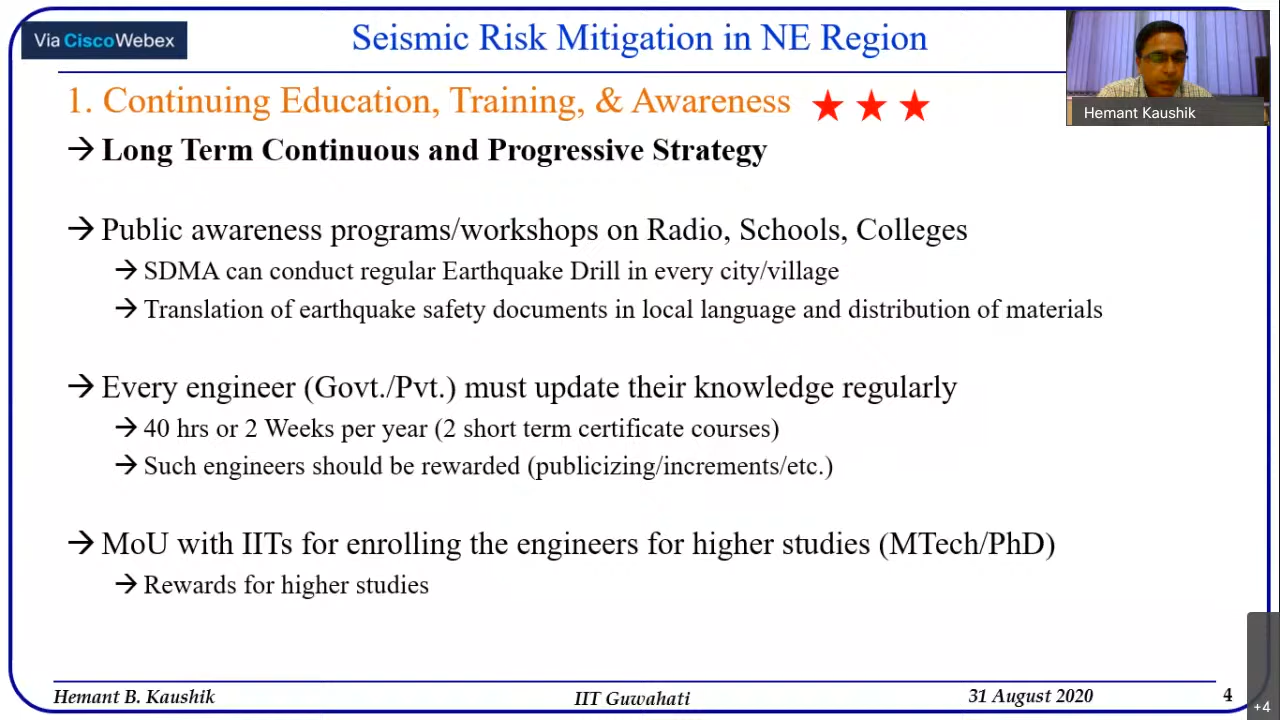 Via CiscoWebex
Seismic Risk Mitigation in NE Region
Hemant Kaushik
1. Continuing Education, Training, & Awareness ★ ★ ★
→ Long Term Continuous and Progressive Strategy
→ Public awareness programs/workshops on Radio, Schools, Colleges
→ SDMA can conduct regular Earthquake Drill in every city/village
→ Translation of earthquake safety documents in local language and distribution of materials
→ Every engineer (Govt./Pvt.) must update their knowledge regularly
→ 40 hrs or 2 Weeks per year (2 short term certificate courses)
→ Such engineers should be rewarded (publicizing/increments/etc.)
→ MoU with IITs for enrolling the engineers for higher studies (MTech/PhD)
→ Rewards for higher studies
Hemant B. Kaushik IIT Guwahati 31 August 2020 4
+4